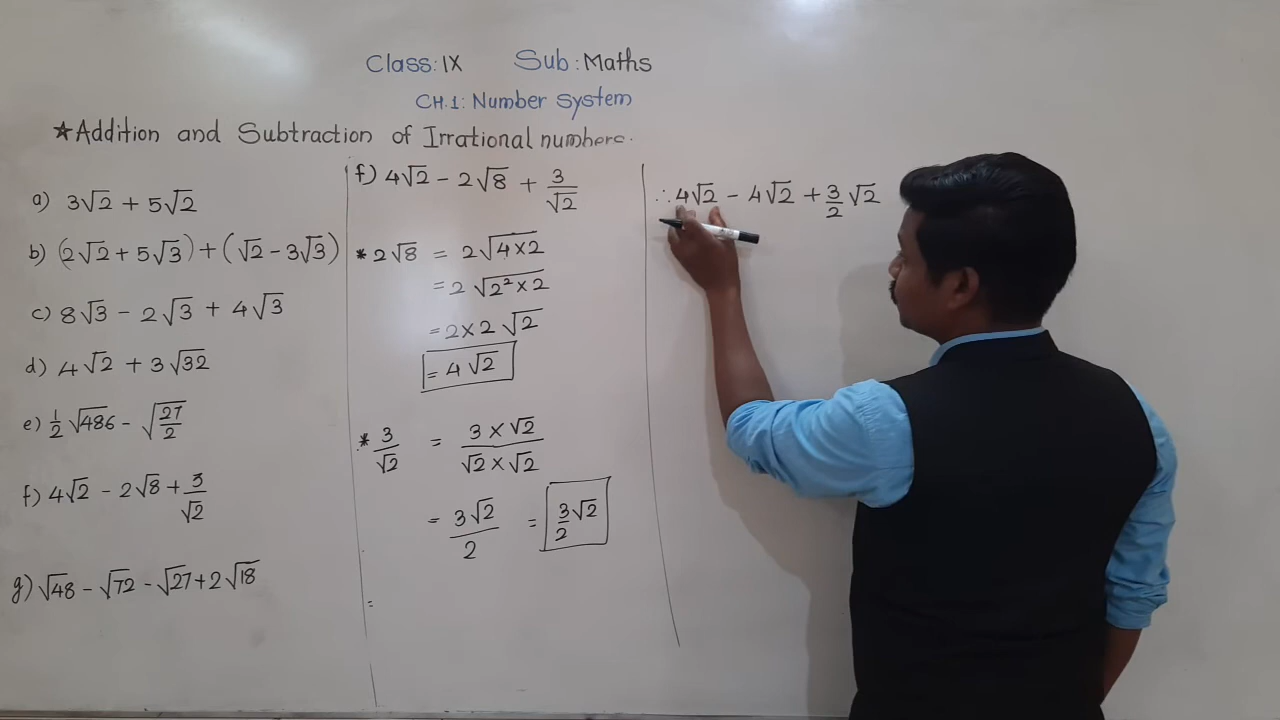 Class: IX Sub: Maths
CH.1: Number system
★Addition and Subtraction of Irrational numbers.
a) 3√2 + 5√2
b) (2√2 + 5√3) + (√2 - 3√3)
c) 8√3 - 2√3 + 4√3
d) 4√2 + 3√32
e) 1/2 √486 - √(27/2)
f) 4√2 - 2√8 + 3/√2
g) √48 - √72 - √27 + 2√18
f) 4√2 - 2√8 + 3/√2
* 2√8 = 2√(4×2)
= 2√(2²×2)
= 2×2√2
= 4√2
* 3/√2 = (3×√2)/(√2×√2)
= 3√2/2 = 3/2 √2
=
∴ 4√2 - 4√2 + 3/2 √2